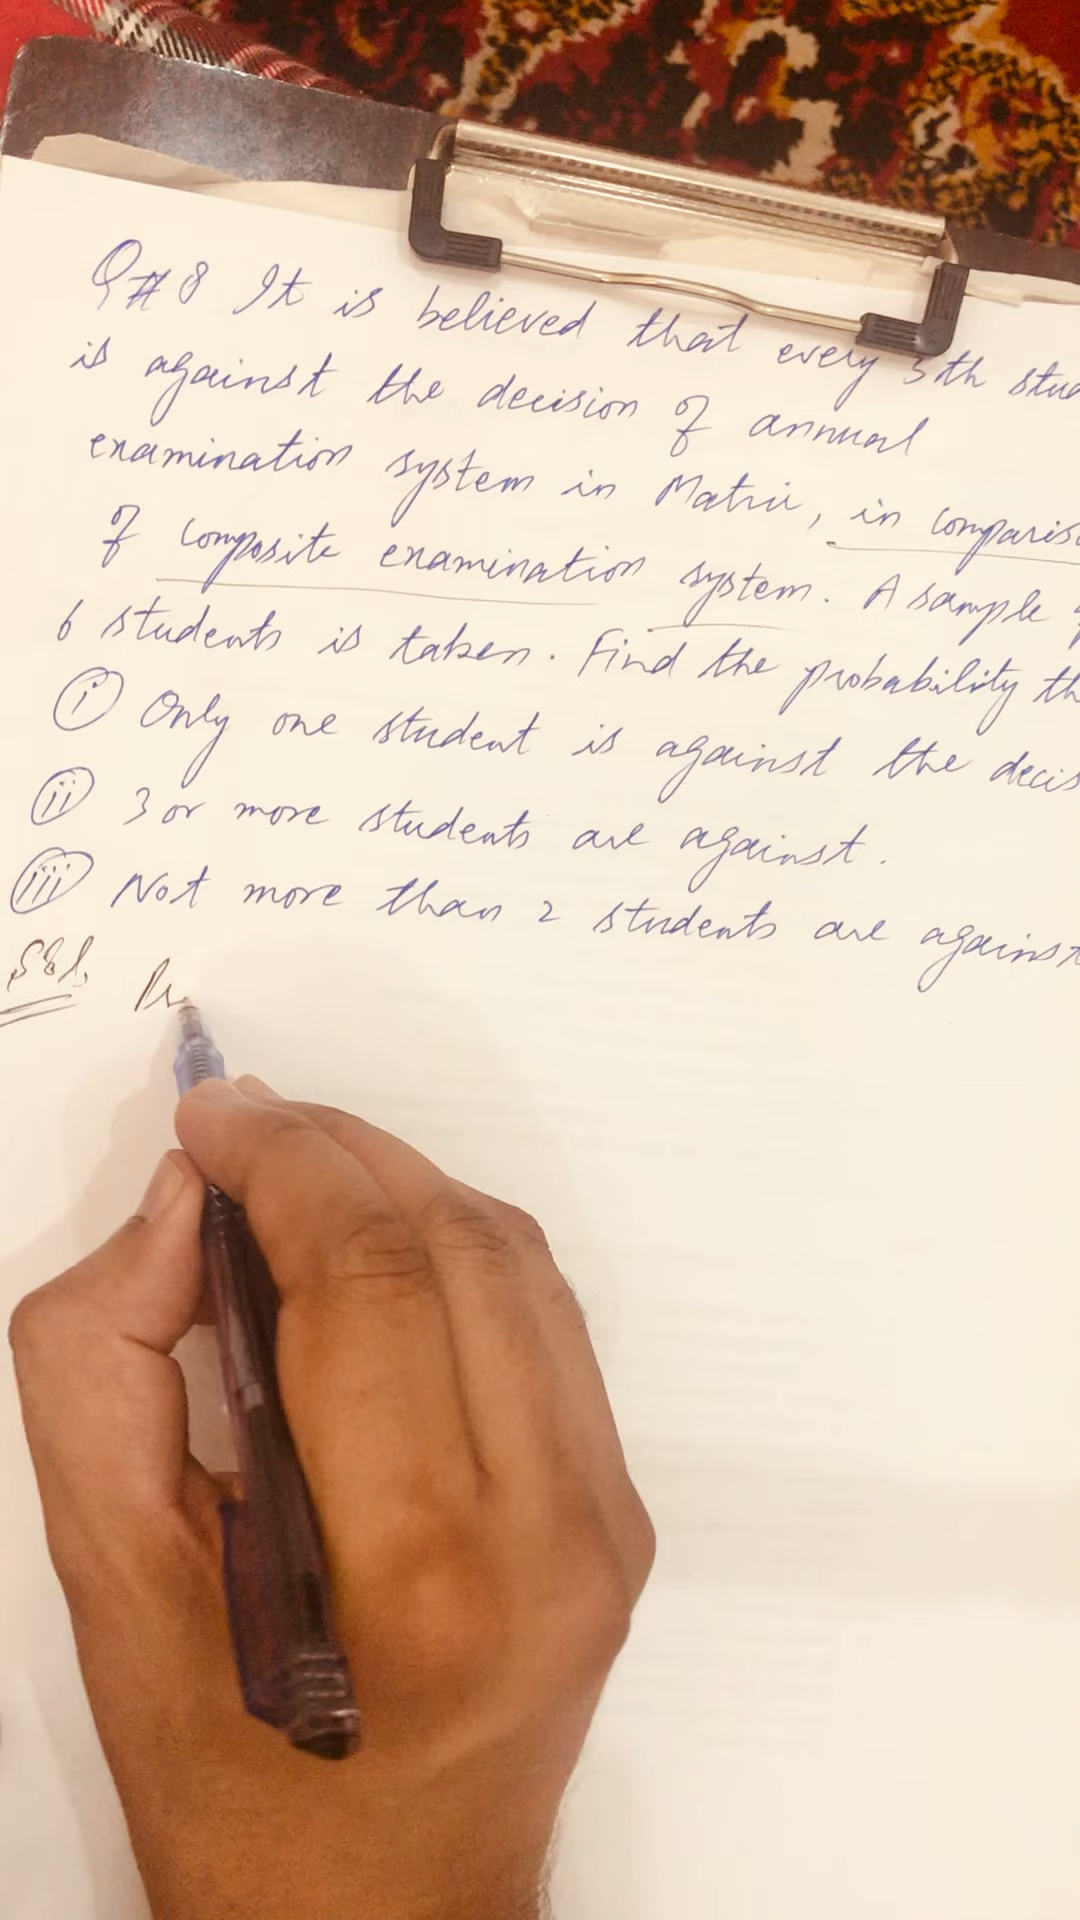 Q#8 It is believed that every 5th stud
is against the decision of annual
examination system in Matric, in comparis
of composite examination system. A sample
6 students is taken. Find the probability th
(i) Only one student is against the decis
(ii) 3 or more students are against.
(iii) Not more than 2 students are against
Sol.